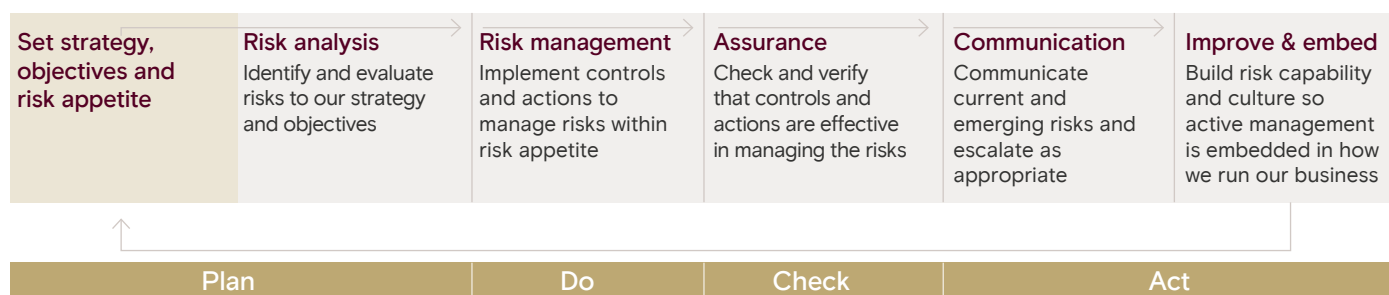 Set strategy,
objectives and
risk appetite
Risk analysis
Identify and evaluate
risks to our strategy
and objectives
Risk management
Implement controls
and actions to
manage risks within
risk appetite
Assurance
Check and verify
that controls and
actions are effective
in managing the risks
Communication
Communicate
current and
emerging risks and
escalate as
appropriate
Improve & embed
Build risk capability
and culture so
active management
is embedded in how
we run our business
Plan
Do
Check
Act